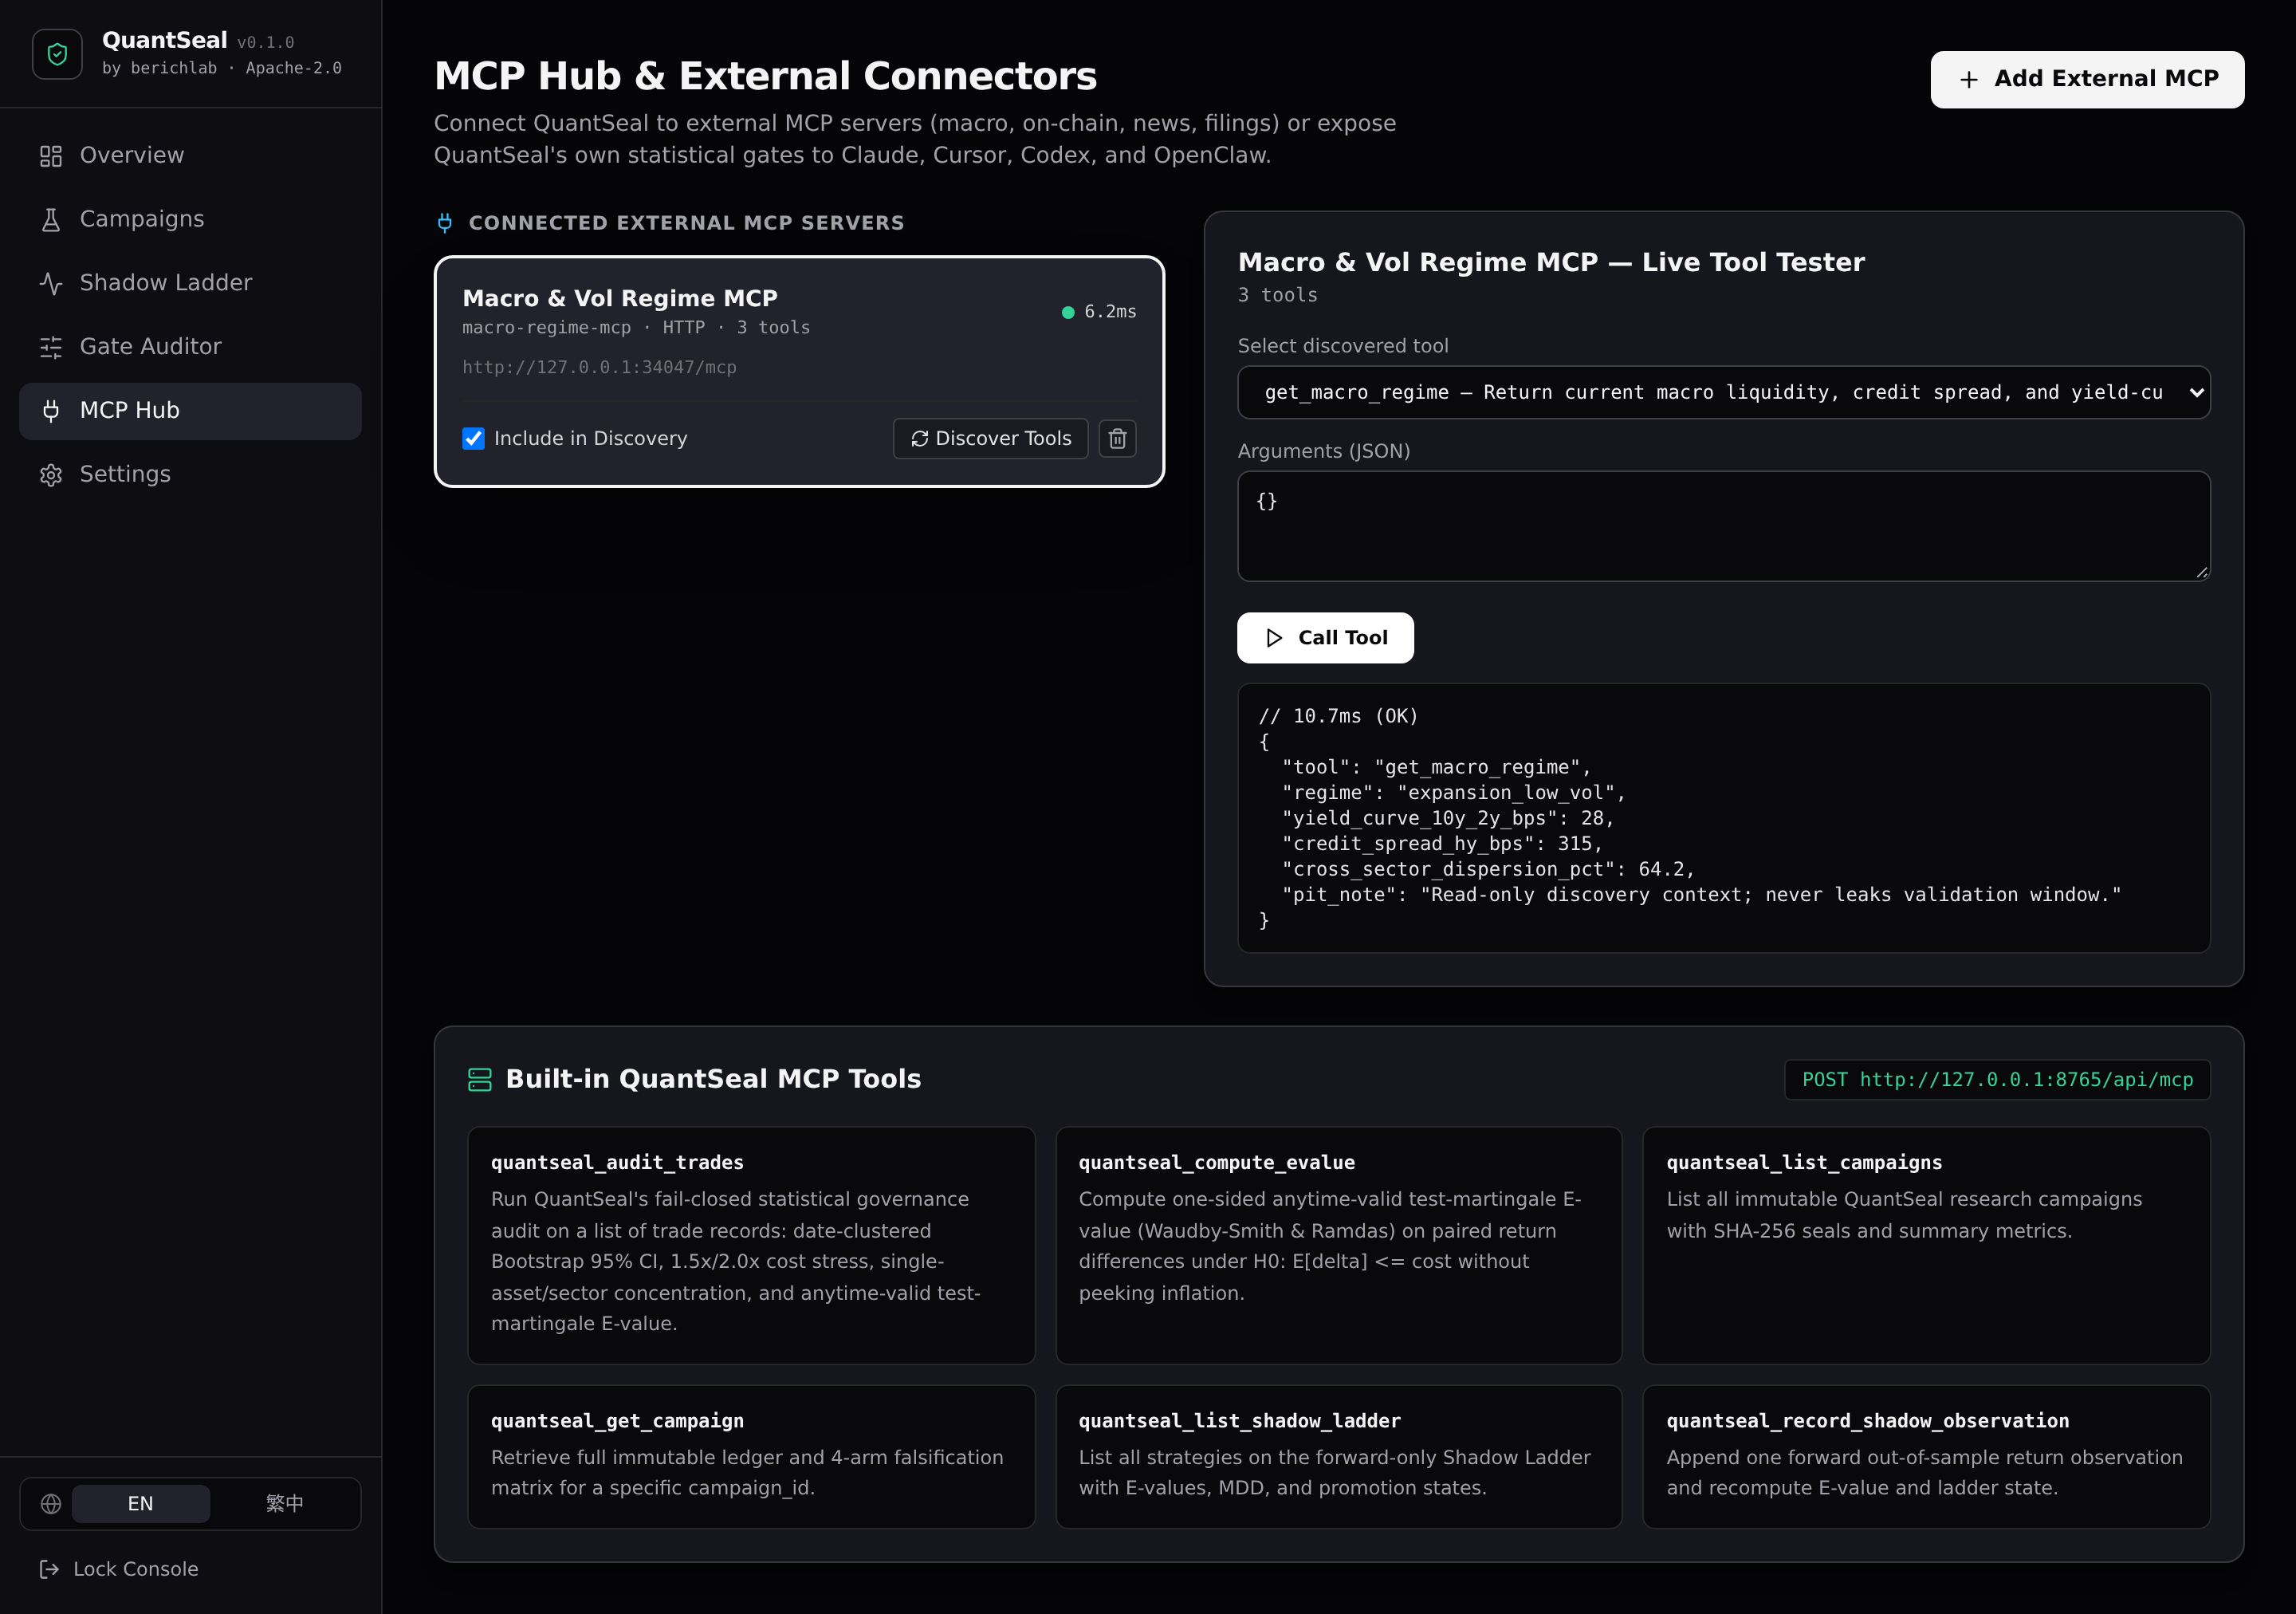 QuantSeal v0.1.0
by berichlab · Apache-2.0
Overview
Campaigns
Shadow Ladder
Gate Auditor
MCP Hub
Settings
EN
繁中
Lock Console
MCP Hub & External Connectors
Connect QuantSeal to external MCP servers (macro, on-chain, news, filings) or expose
QuantSeal's own statistical gates to Claude, Cursor, Codex, and OpenClaw.
Add External MCP
CONNECTED EXTERNAL MCP SERVERS
Macro & Vol Regime MCP
macro-regime-mcp · HTTP · 3 tools
6.2ms
http://127.0.0.1:34047/mcp
Include in Discovery
Discover Tools
Macro & Vol Regime MCP — Live Tool Tester
3 tools
Select discovered tool
get_macro_regime — Return current macro liquidity, credit spread, and yield-cu
Arguments (JSON)
{}
Call Tool
// 10.7ms (OK)
{
"tool": "get_macro_regime",
"regime": "expansion_low_vol",
"yield_curve_10y_2y_bps": 28,
"credit_spread_hy_bps": 315,
"cross_sector_dispersion_pct": 64.2,
"pit_note": "Read-only discovery context; never leaks validation window."
}
Built-in QuantSeal MCP Tools
POST http://127.0.0.1:8765/api/mcp
quantseal_audit_trades
Run QuantSeal's fail-closed statistical governance
audit on a list of trade records: date-clustered
Bootstrap 95% CI, 1.5x/2.0x cost stress, single-
asset/sector concentration, and anytime-valid test-
martingale E-value.
quantseal_compute_evalue
Compute one-sided anytime-valid test-martingale E-
value (Waudby-Smith & Ramdas) on paired return
differences under H0: E[delta] <= cost without
peeking inflation.
quantseal_list_campaigns
List all immutable QuantSeal research campaigns
with SHA-256 seals and summary metrics.
quantseal_get_campaign
Retrieve full immutable ledger and 4-arm falsification
matrix for a specific campaign_id.
quantseal_list_shadow_ladder
List all strategies on the forward-only Shadow Ladder
with E-values, MDD, and promotion states.
quantseal_record_shadow_observation
Append one forward out-of-sample return observation
and recompute E-value and ladder state.